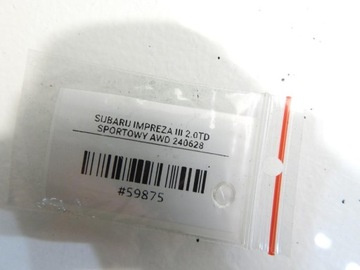 SUBARU IMPREZA III 2.0TD
SPORTOWY AWD 240628
#59875